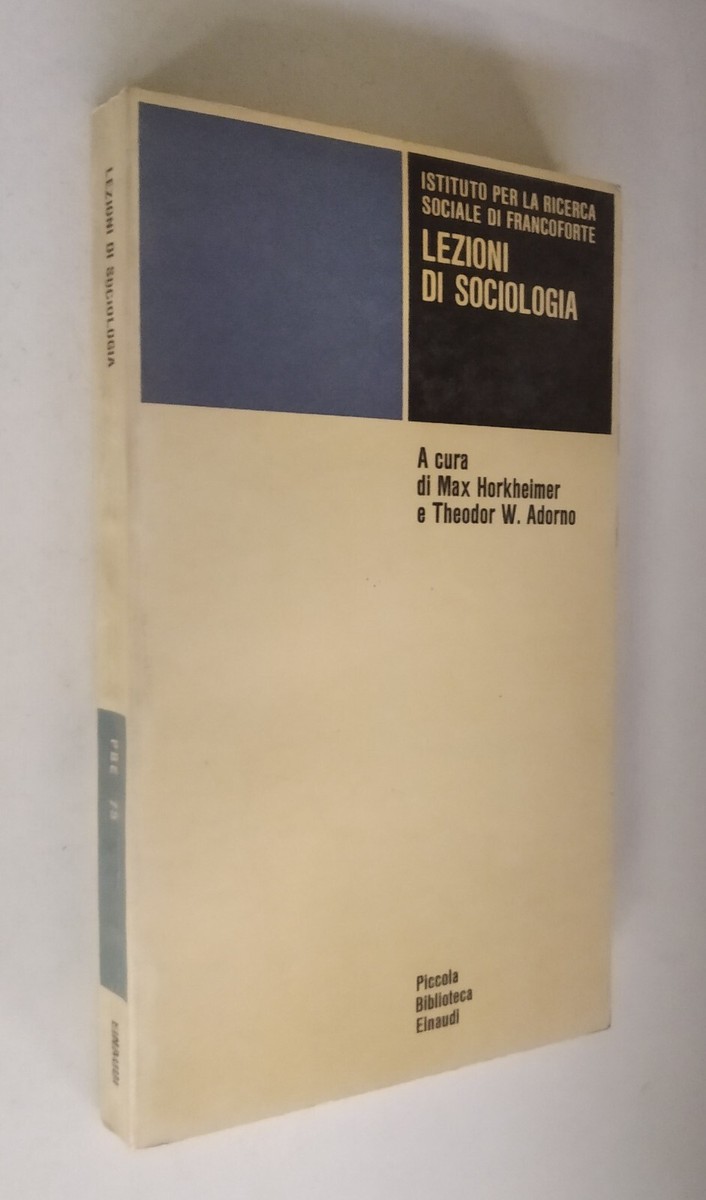 ISTITUTO PER LA RICERCA
SOCIALE DI FRANCOFORTE
LEZIONI
DI SOCIOLOGIA
A cura
di Max Horkheimer
e Theodor W. Adorno
Piccola
Biblioteca
Einaudi
LEZIONI DI SOCIOLOGIA
PBE
EINAUDI